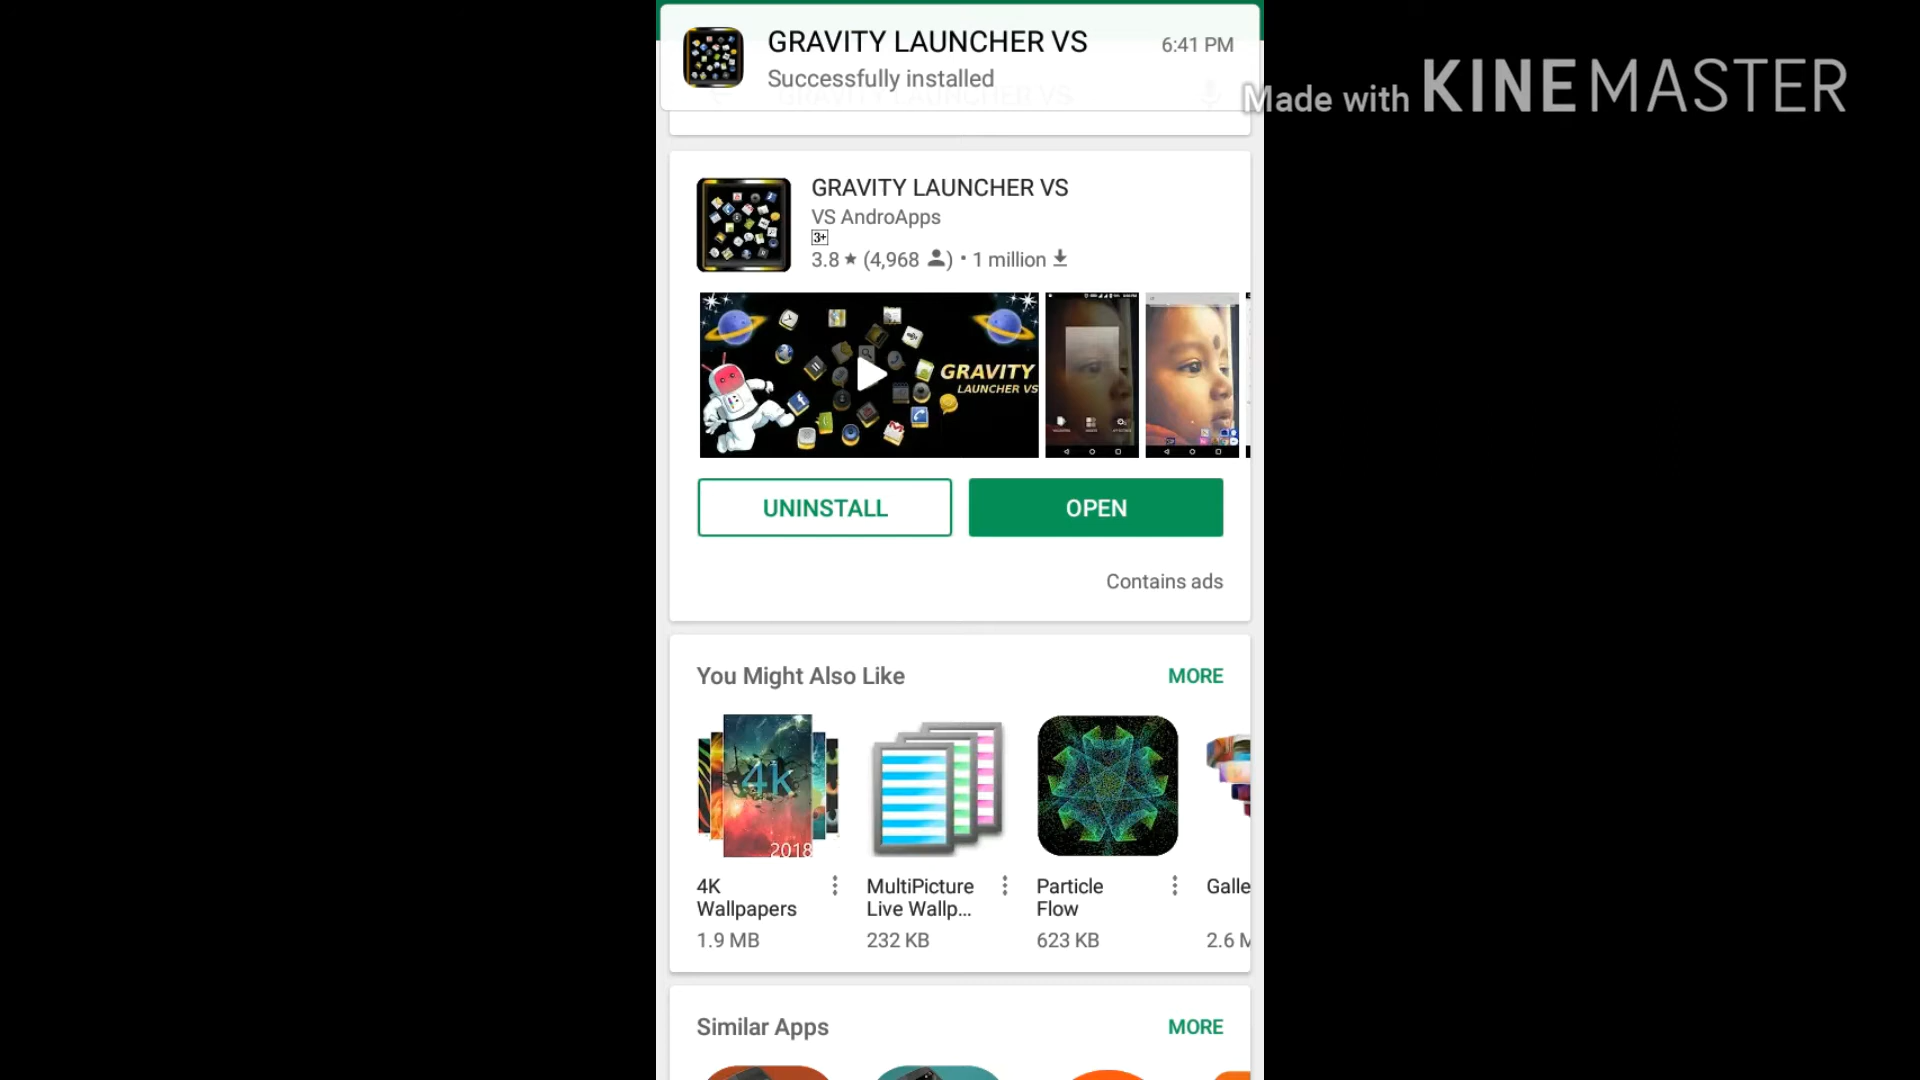 GRAVITY LAUNCHER VS
6:41 PM
Successfully installed
Made with KINEMASTER
GRAVITY LAUNCHER VS
VS AndroApps
3+
3.8 ★ (4,968 ) • 1 million
GRAVITY
LAUNCHER VS
UNINSTALL
OPEN
Contains ads
You Might Also Like
MORE
4k
2018
4K
Wallpapers
1.9 MB
MultiPicture
Live Wallp...
232 KB
Particle
Flow
623 KB
Galle
2.6 M
Similar Apps
MORE